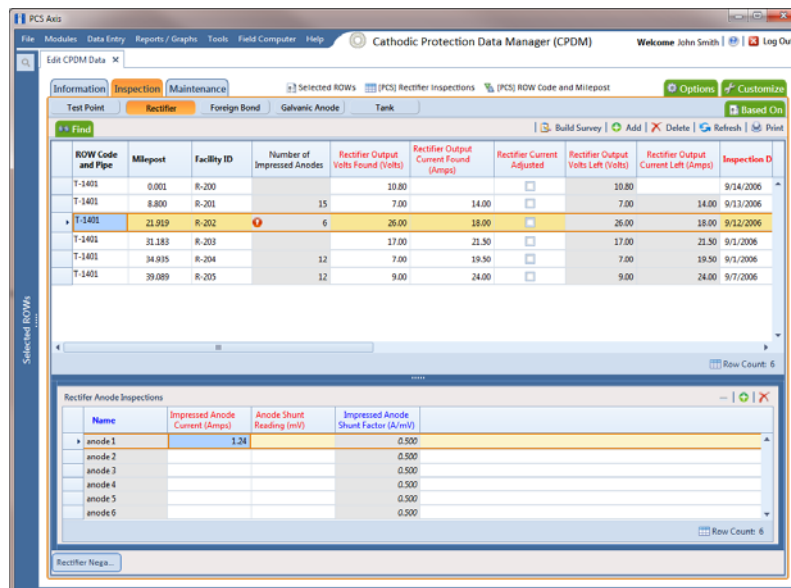 PCS Axis
File Modules Data Entry Reports / Graphs Tools Field Computer Help Cathodic Protection Data Manager (CPDM) Welcome John Smith | | Log Ou
Edit CPDM Data ×
Information Inspection Maintenance Selected ROWs [PCS] Rectifier Inspections [PCS] ROW Code and Milepost Options Customize
Test Point Rectifier Foreign Bond Galvanic Anode Tank Based On
Find | Build Survey | Add | Delete | Refresh | Print
ROW Code and Pipe Milepost Facility ID Number of Impressed Anodes Rectifier Output Volts Found (Volts) Rectifier Output Current Found (Amps) Rectifier Current Adjusted Rectifier Output Volts Left (Volts) Rectifier Output Current Left (Amps) Inspection D
T-1401 0.001 R-200 10.80 10.80 9/14/2006
T-1401 8.800 R-201 15 7.00 14.00 7.00 14.00 9/13/2006
T-1401 21.919 R-202 6 26.00 18.00 26.00 18.00 9/12/2006
T-1401 31.183 R-203 17.00 21.50 17.00 21.50 9/1/2006
T-1401 34.935 R-204 12 7.00 19.50 7.00 19.50 9/1/2006
T-1401 39.089 R-205 12 9.00 24.00 9.00 24.00 9/7/2006
Selected ROWs
Row Count: 6
Rectifer Anode Inspections
Name Impressed Anode Current (Amps) Anode Shunt Reading (mV) Impressed Anode Shunt Factor (A/mV)
anode 1 1.24 0.500
anode 2 0.500
anode 3 0.500
anode 4 0.500
anode 5 0.500
anode 6 0.500
Row Count: 6
Rectifier Nega...